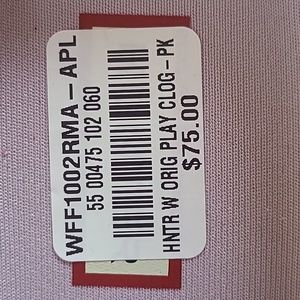 WFF1002RMA - APL
55 00475 102 060
HNTR W ORIG PLAY CLOG - PK
$75.00